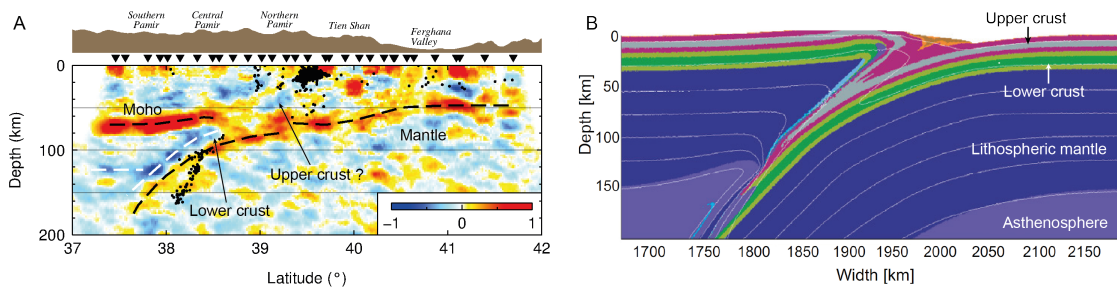 A
Southern
Pamir
Central
Pamir
Northern
Pamir
Tien Shan
Ferghana
Valley
0
100
200
Depth (km)
Moho
Mantle
Upper crust ?
Lower crust
−1
0
1
37
38
39
40
41
42
Latitude (°)
B
Upper crust
0
50
100
150
Depth [km]
Lower crust
Lithospheric mantle
Asthenosphere
1700
1750
1800
1850
1900
1950
2000
2050
2100
2150
Width [km]